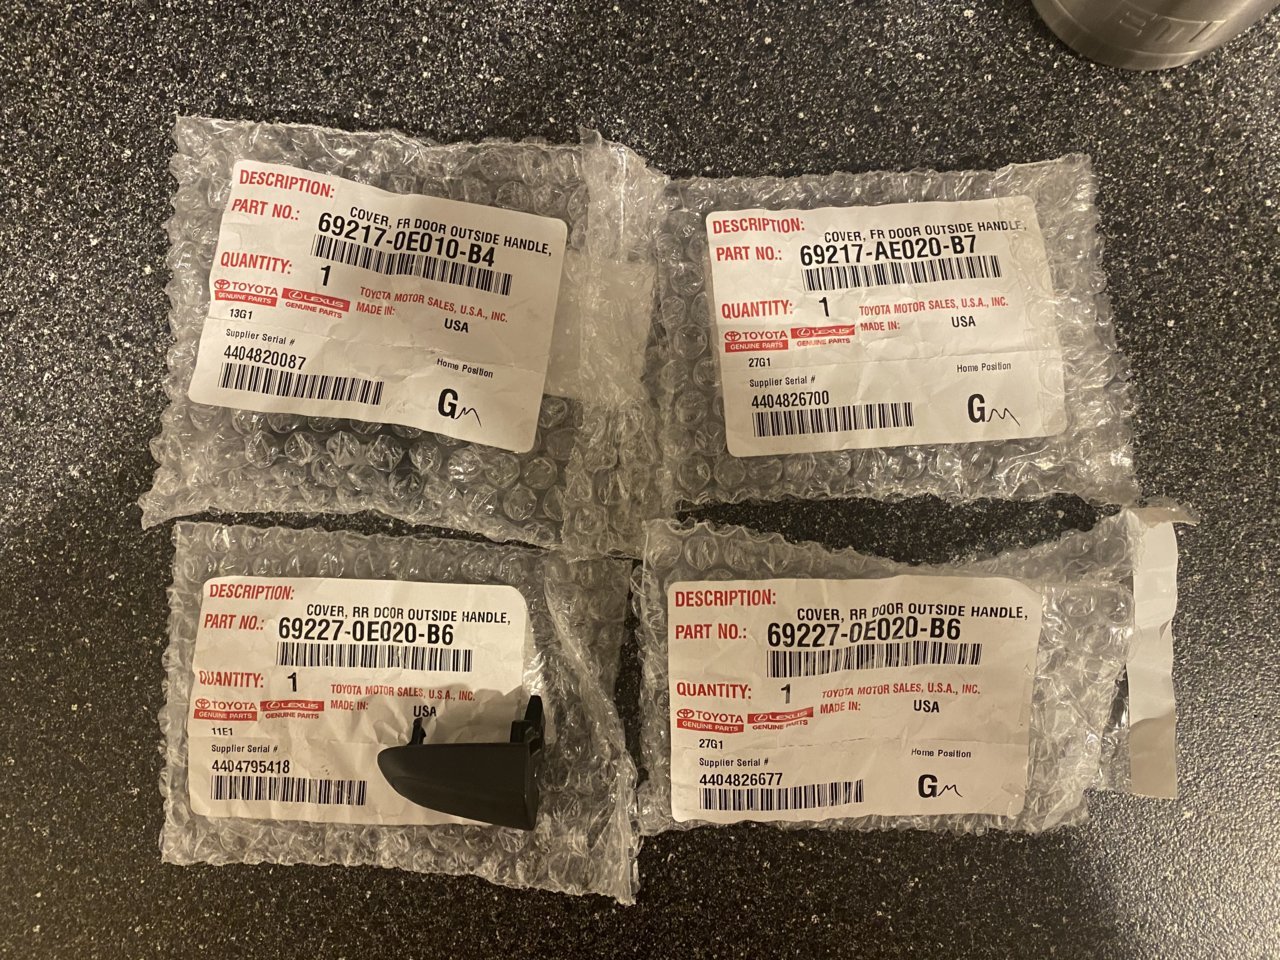 DESCRIPTION:
COVER, FR DOOR OUTSIDE HANDLE,
PART NO.: 69217-0E010-B4
QUANTITY: 1
TOYOTA LEXUS
GENUINE PARTS GENUINE PARTS
TOYOTA MOTOR SALES, U.S.A., INC.
MADE IN:
USA
13G1
Supplier Serial #
4404820087
Home Position
GM
DESCRIPTION:
COVER, FR DOOR OUTSIDE HANDLE,
PART NO.: 69217-AE020-B7
QUANTITY: 1
TOYOTA LEXUS
GENUINE PARTS GENUINE PARTS
TOYOTA MOTOR SALES, U.S.A., INC.
MADE IN:
USA
27G1
Supplier Serial #
4404826700
Home Position
GM
DESCRIPTION:
COVER, RR DOOR OUTSIDE HANDLE,
PART NO.: 69227-0E020-B6
QUANTITY: 1
TOYOTA LEXUS
GENUINE PARTS GENUINE PARTS
TOYOTA MOTOR SALES, U.S.A., INC.
MADE IN:
USA
11E1
Supplier Serial #
4404795418
DESCRIPTION:
COVER, RR DOOR OUTSIDE HANDLE,
PART NO.: 69227-0E020-B6
QUANTITY: 1
TOYOTA LEXUS
GENUINE PARTS GENUINE PARTS
TOYOTA MOTOR SALES, U.S.A., INC.
MADE IN:
USA
27G1
Supplier Serial #
4404826677
Home Position
GM